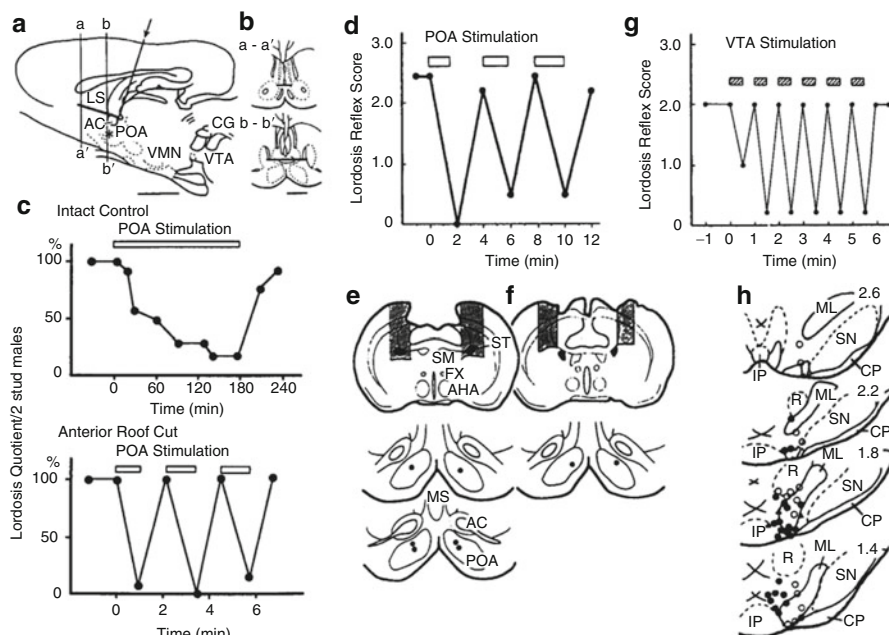 a
a b
LS
AC
POA
CG
VMN
VTA
a'
b'
b
a - a'
b - b'
c
Intact Control
POA Stimulation
%
100
50
0
0 60 120 180 240
Time (min)
Anterior Roof Cut
POA Stimulation
%
100
50
0
0 2 4 6
Time (min)
Lordosis Quotient/2 stud males
d
POA Stimulation
Lordosis Reflex Score
3.0
2.0
1.0
0
0 2 4 6 8 10 12
Time (min)
e
f
ST
SM
FX
AHA
MS
AC
POA
g
VTA Stimulation
Lordosis Reflex Score
3.0
2.0
1.0
0
−1 0 1 2 3 4 5 6
Time (min)
h
2.6
ML
SN
IP
CP
2.2
R
ML
SN
IP
CP
1.8
R
ML
SN
IP
CP
1.4
R
ML
SN
IP
CP